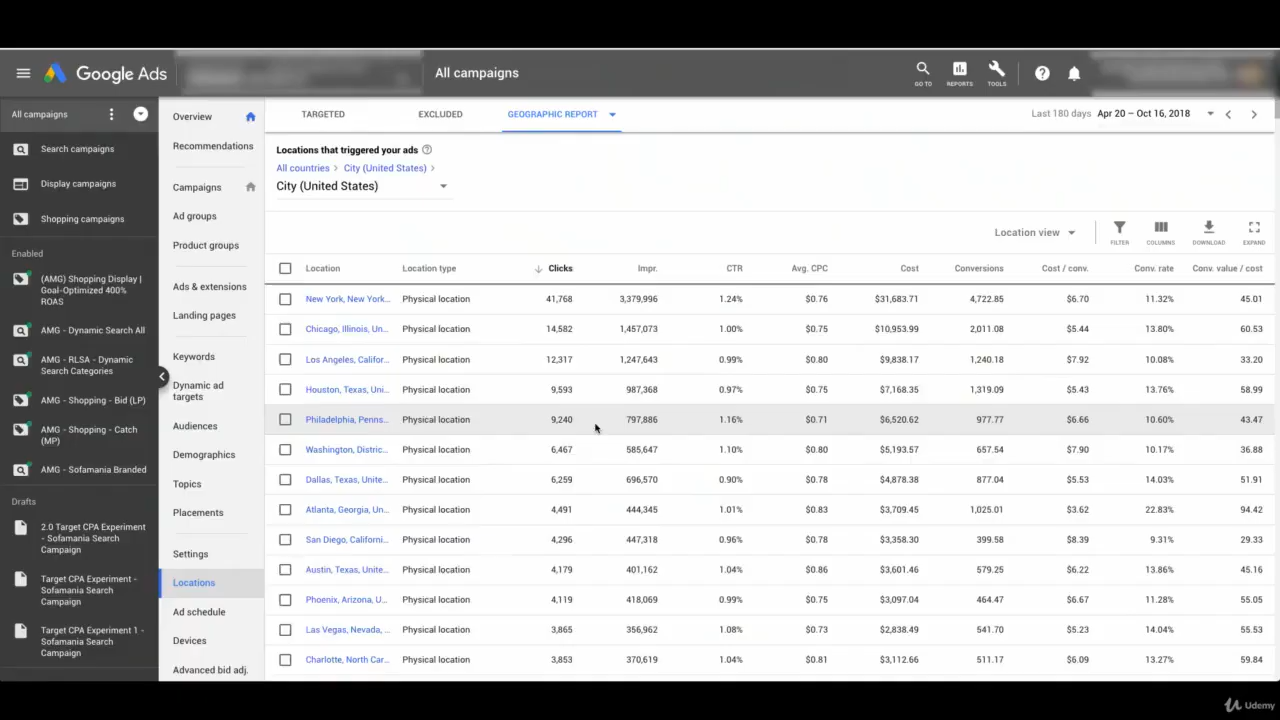 Google Ads
All campaigns
GO TO
REPORTS
TOOLS
All campaigns
Search campaigns
Display campaigns
Shopping campaigns
Enabled
(AMG) Shopping Display |
Goal-Optimized 400%
ROAS
AMG - Dynamic Search All
AMG - RLSA - Dynamic
Search Categories
AMG - Shopping - Bid (LP)
AMG - Shopping - Catch
(MP)
AMG - Sofamania Branded
Drafts
2.0 Target CPA Experiment
- Sofamania Search
Campaign
Target CPA Experiment -
Sofamania Search
Campaign
Target CPA Experiment 1 -
Sofamania Search
Campaign
Overview
Recommendations
Campaigns
Ad groups
Product groups
Ads & extensions
Landing pages
Keywords
Dynamic ad
targets
Audiences
Demographics
Topics
Placements
Settings
Locations
Ad schedule
Devices
Advanced bid adj.
TARGETED EXCLUDED GEOGRAPHIC REPORT Last 180 days Apr 20 – Oct 16, 2018
Locations that triggered your ads
All countries > City (United States) >
City (United States)
Location view
FILTER
COLUMNS
DOWNLOAD
EXPAND
Location Location type Clicks Impr. CTR Avg. CPC Cost Conversions Cost / conv. Conv. rate Conv. value / cost
New York, New York... Physical location 41,768 3,379,996 1.24% $0.76 $31,683.71 4,722.85 $6.70 11.32% 45.01
Chicago, Illinois, Un... Physical location 14,582 1,457,073 1.00% $0.75 $10,953.99 2,011.08 $5.44 13.80% 60.53
Los Angeles, Califor... Physical location 12,317 1,247,643 0.99% $0.80 $9,838.17 1,240.18 $7.92 10.08% 33.20
Houston, Texas, Uni... Physical location 9,593 987,368 0.97% $0.75 $7,168.35 1,319.09 $5.43 13.76% 58.99
Philadelphia, Penns... Physical location 9,240 797,886 1.16% $0.71 $6,520.62 977.77 $6.66 10.60% 43.47
Washington, Distric... Physical location 6,467 585,647 1.10% $0.80 $5,193.57 657.54 $7.90 10.17% 36.88
Dallas, Texas, Unite... Physical location 6,259 696,570 0.90% $0.78 $4,878.38 877.04 $5.53 14.03% 51.91
Atlanta, Georgia, Un... Physical location 4,491 444,345 1.01% $0.83 $3,709.45 1,025.01 $3.62 22.83% 94.42
San Diego, Californi... Physical location 4,296 447,318 0.96% $0.78 $3,358.30 399.58 $8.39 9.31% 29.33
Austin, Texas, Unite... Physical location 4,179 401,162 1.04% $0.86 $3,601.46 579.25 $6.22 13.86% 45.16
Phoenix, Arizona, U... Physical location 4,119 418,069 0.99% $0.75 $3,097.04 464.47 $6.67 11.28% 55.05
Las Vegas, Nevada, ... Physical location 3,865 356,962 1.08% $0.73 $2,838.49 541.70 $5.23 14.04% 55.53
Charlotte, North Car... Physical location 3,853 370,619 1.04% $0.81 $3,112.66 511.17 $6.09 13.27% 59.84
Udemy